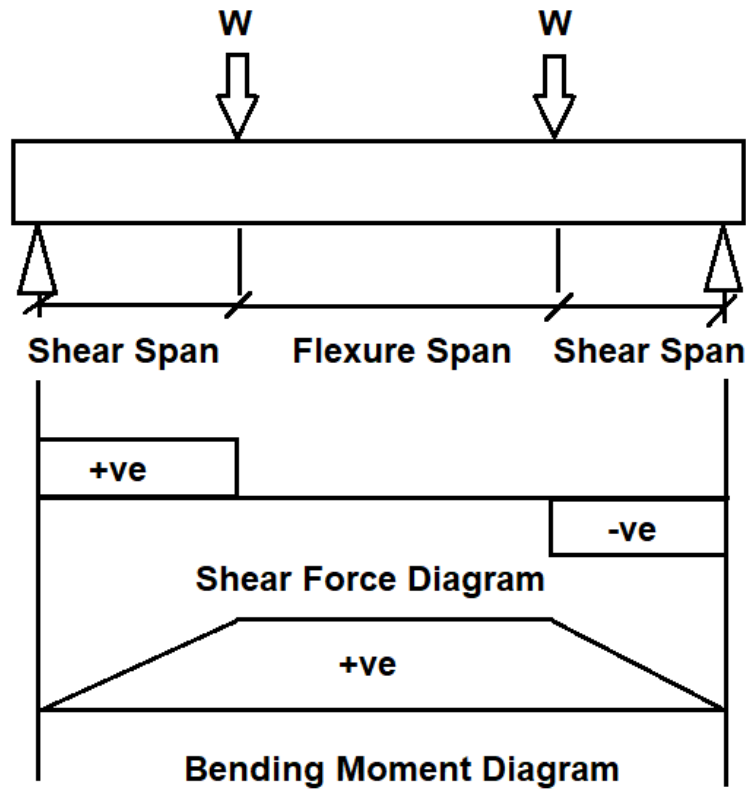 W W
Shear Span Flexure Span Shear Span
+ve
-ve
Shear Force Diagram
+ve
Bending Moment Diagram